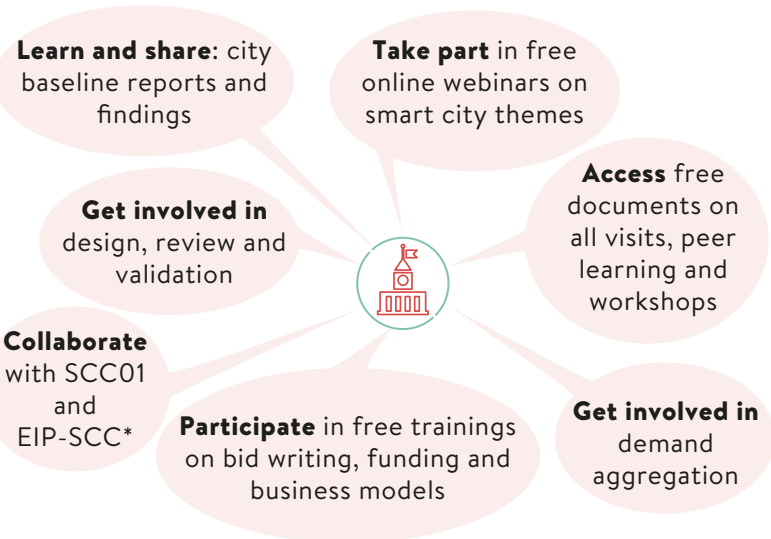 Learn and share: city
baseline reports and
findings
Take part in free
online webinars on
smart city themes
Access free
documents on
all visits, peer
learning and
workshops
Get involved in
design, review and
validation
Collaborate
with SCC01
and
EIP-SCC*
Participate in free trainings
on bid writing, funding and
business models
Get involved in
demand
aggregation